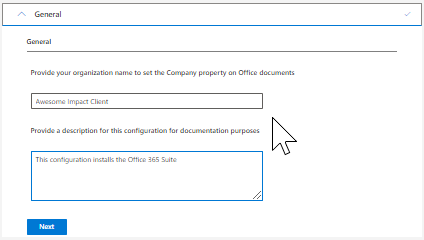 General
General
Provide your organization name to set the Company property on Office documents
Awesome Impact Client
Provide a description for this configuration for documentation purposes
This configuration installs the Office 365 Suite
Next